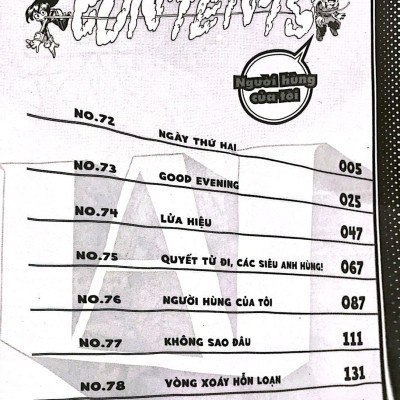 CONTENTS
Người hùng
của tôi
NO.72 NGÀY THỨ HAI 005
NO.73 GOOD EVENING 025
NO.74 LỬA HIỆU 047
NO.75 QUYẾT TỬ ĐI, CÁC SIÊU ANH HÙNG! 067
NO.76 NGƯỜI HÙNG CỦA TÔI 087
NO.77 KHÔNG SAO ĐÂU 111
NO.78 VÒNG XOÁY HỖN LOẠN 131